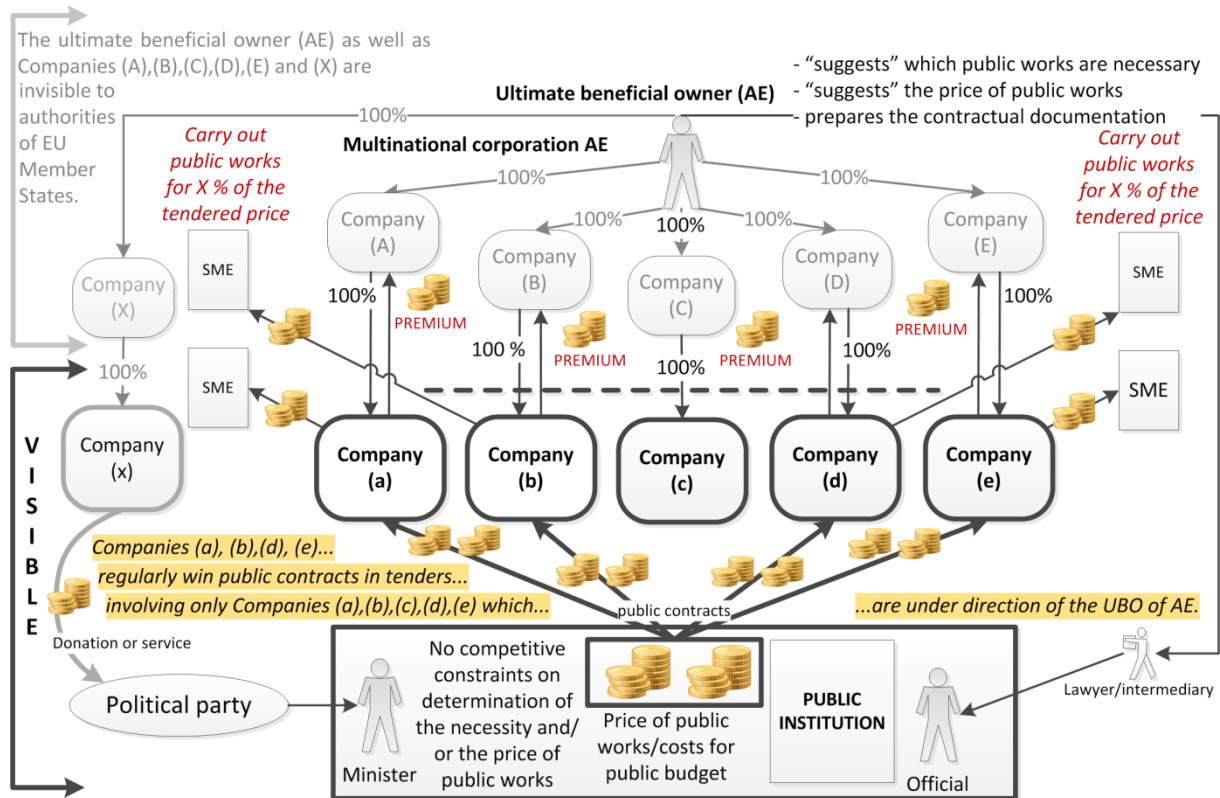 The ultimate beneficial owner (AE) as well as
Companies (A),(B),(C),(D),(E) and (X) are
invisible to
authorities
of EU
Member
States.
- “suggests” which public works are necessary
- “suggests” the price of public works
- prepares the contractual documentation
Ultimate beneficial owner (AE)
100%
Multinational corporation AE
Carry out
public works
for X % of the
tendered price
Carry out
public works
for X % of the
tendered price
100%
100%
100%
100%
100%
Company
(A)
Company
(B)
Company
(C)
Company
(D)
Company
(E)
Company
(X)
SME
SME
100%
PREMIUM
100 %
PREMIUM
100%
PREMIUM
100%
PREMIUM
100%
100%
SME
SME
VISIBLE
Company
(x)
Company
(a)
Company
(b)
Company
(c)
Company
(d)
Company
(e)
Companies (a), (b),(d), (e)...
regularly win public contracts in tenders...
involving only Companies (a),(b),(c),(d),(e) which...
public contracts
...are under direction of the UBO of AE.
Donation or service
Political party
Minister
No competitive
constraints on
determination of
the necessity and/
or the price of
public works
Price of public
works/costs for
public budget
PUBLIC
INSTITUTION
Official
Lawyer/intermediary